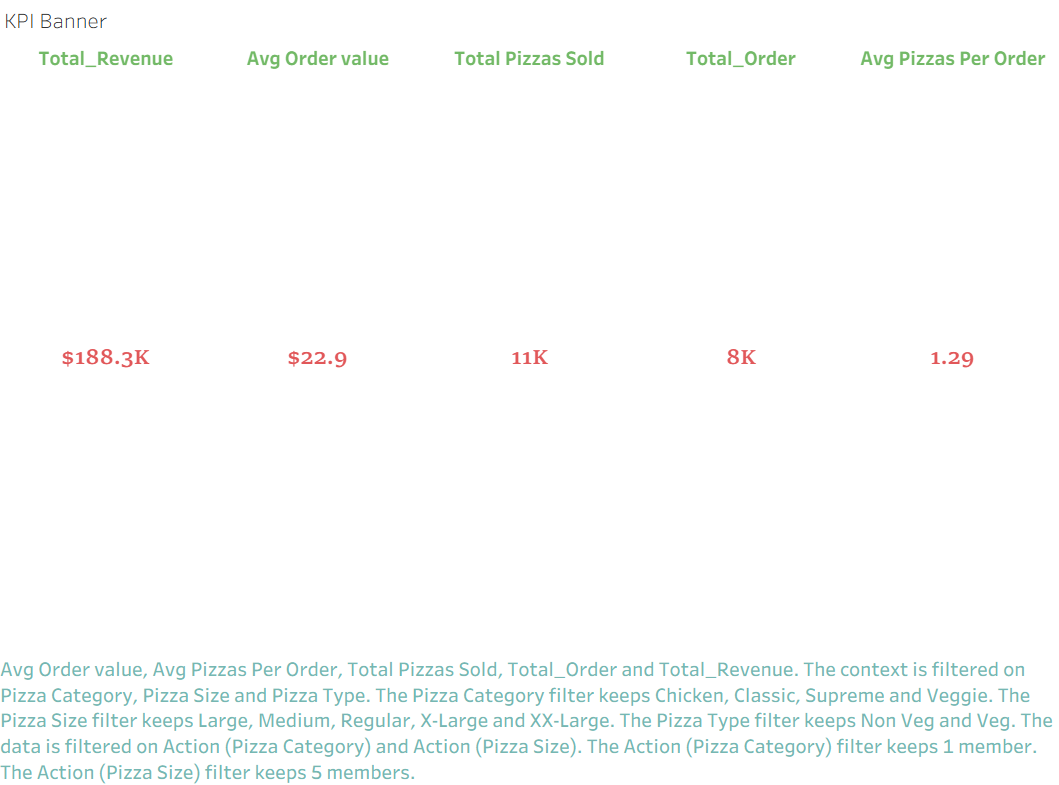 KPI Banner
Total_Revenue Avg Order value Total Pizzas Sold Total_Order Avg Pizzas Per Order
$188.3K $22.9 11K 8K 1.29
Avg Order value, Avg Pizzas Per Order, Total Pizzas Sold, Total_Order and Total_Revenue. The context is filtered on
Pizza Category, Pizza Size and Pizza Type. The Pizza Category filter keeps Chicken, Classic, Supreme and Veggie. The
Pizza Size filter keeps Large, Medium, Regular, X-Large and XX-Large. The Pizza Type filter keeps Non Veg and Veg. The
data is filtered on Action (Pizza Category) and Action (Pizza Size). The Action (Pizza Category) filter keeps 1 member.
The Action (Pizza Size) filter keeps 5 members.